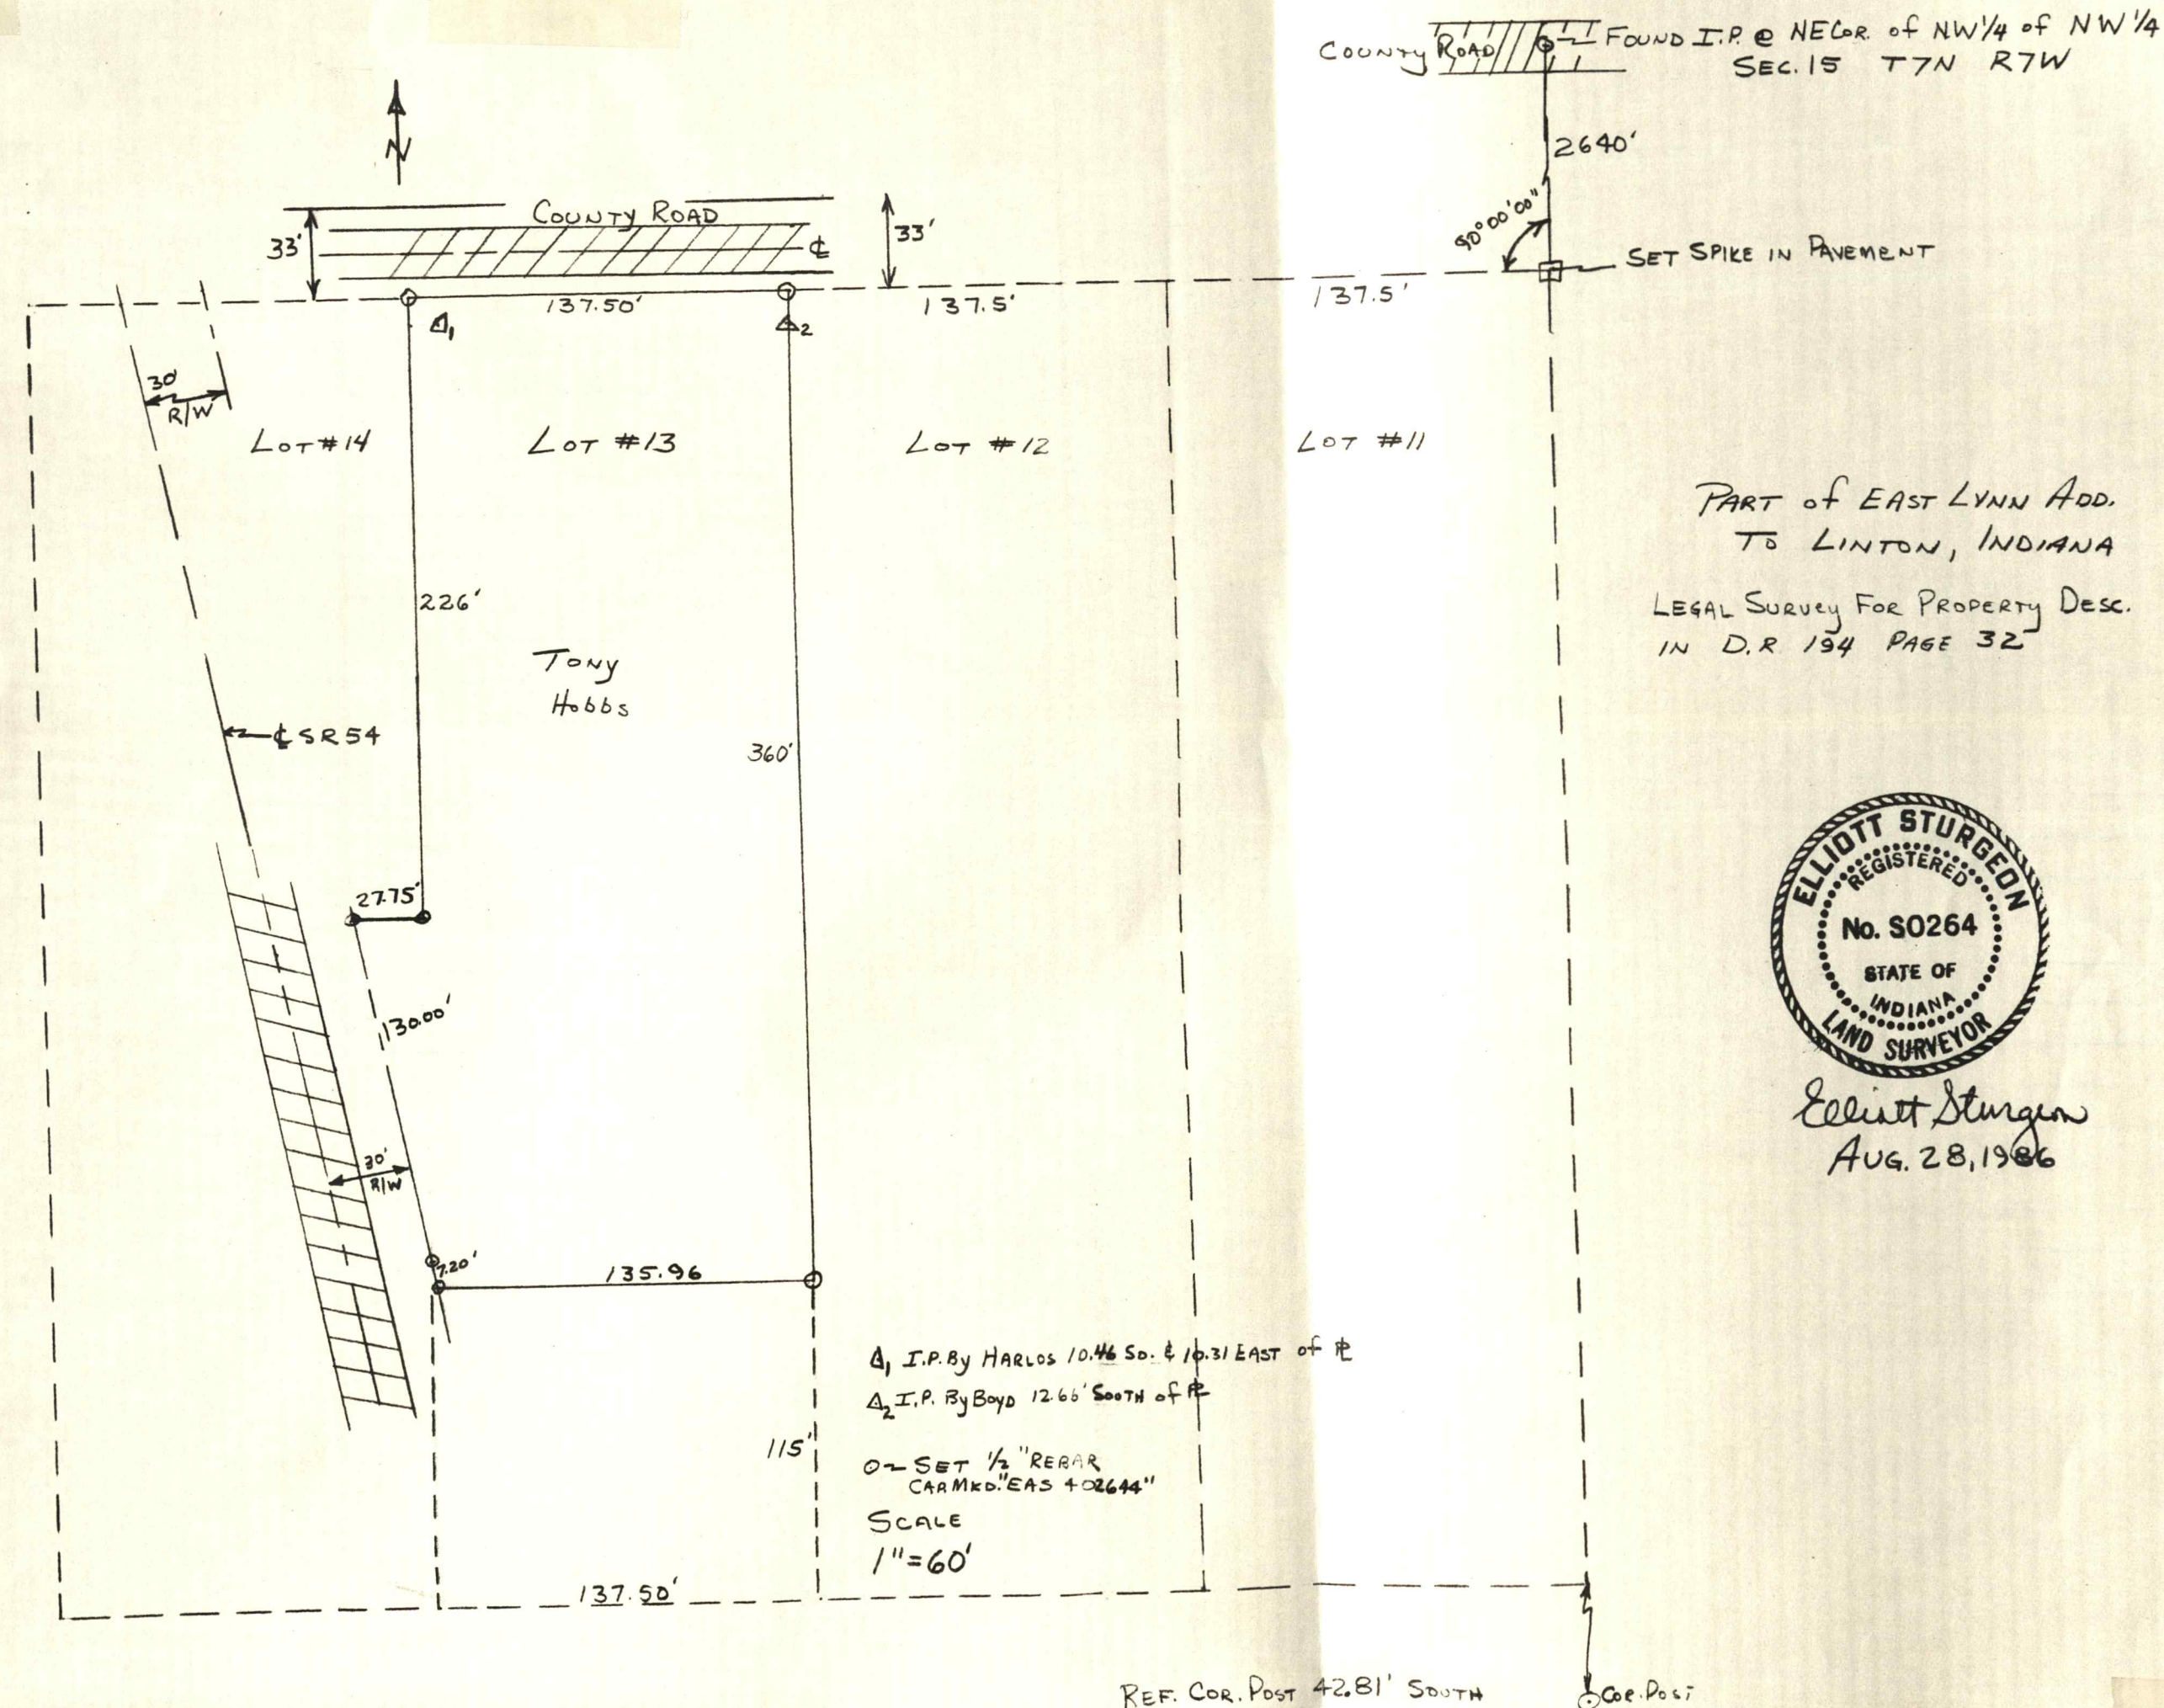 COUNTY ROAD
FOUND I.P. @ NE COR. of NW 1/4 of NW 1/4
SEC. 15 T7N R7W
N
2640'
90°00'00"
SET SPIKE IN PAVEMENT
33'
COUNTY ROAD
℄
33'
137.50'
137.5'
137.5'
Δ1
Δ2
30'
R/W
LOT #14
LOT #13
LOT #12
LOT #11
PART of EAST LYNN ADD.
TO LINTON, INDIANA
LEGAL SURVEY FOR PROPERTY DESC.
IN D.R 194 PAGE 32
226'
TONY
Hobbs
℄ SR 54
360'
27.75'
130.00'
ELLIOTT STURGEON
REGISTERED
No. S0264
STATE OF
INDIANA
LAND SURVEYOR
Elliott Sturgeon
AUG. 28, 1986
30'
R/W
7.20'
135.96
Δ1 I.P. By HARLOS 10.46 SO. & 10.31 EAST of ℄
Δ2 I.P. By BOYD 12.66' SOUTH of
115'
O SET 1/2" REBAR
MKD. "EAS
SCALE
1"=60'
137.50'
REF. COR. POST 42.81' SOUTH
COR. POST